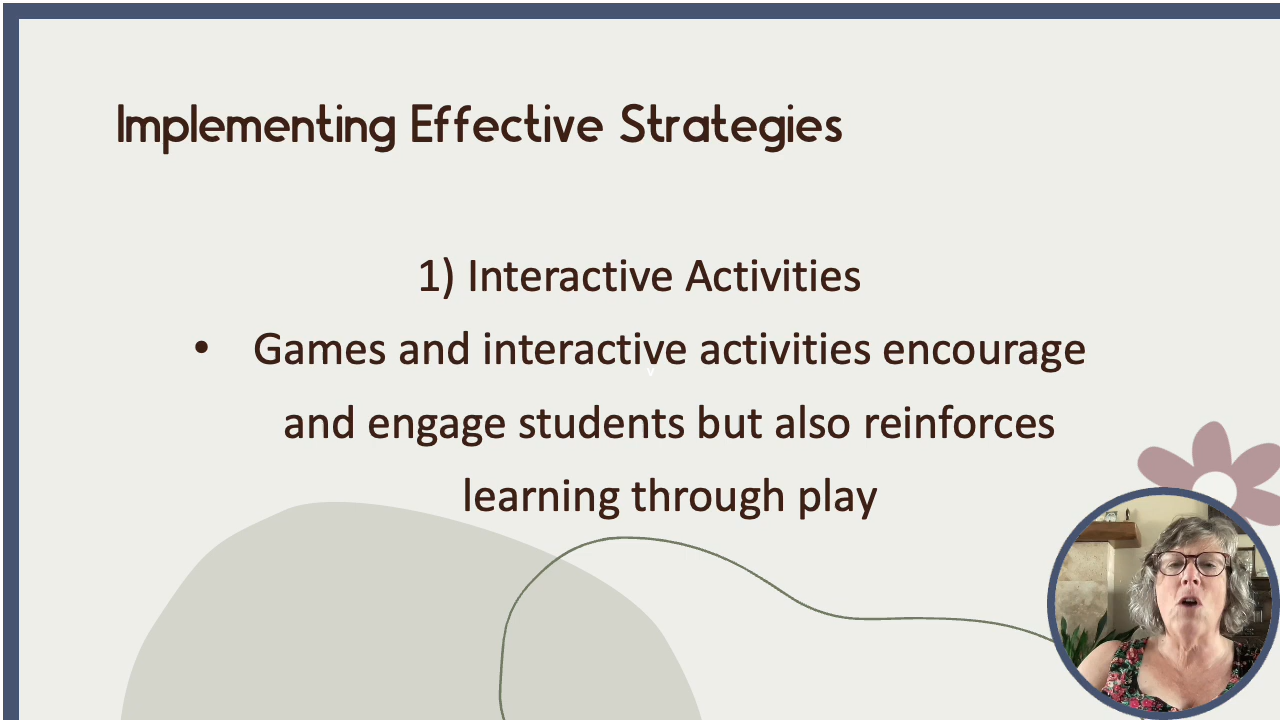 Implementing Effective Strategies
1) Interactive Activities
• Games and interactive activities encourage
and engage students but also reinforces
learning through play
v